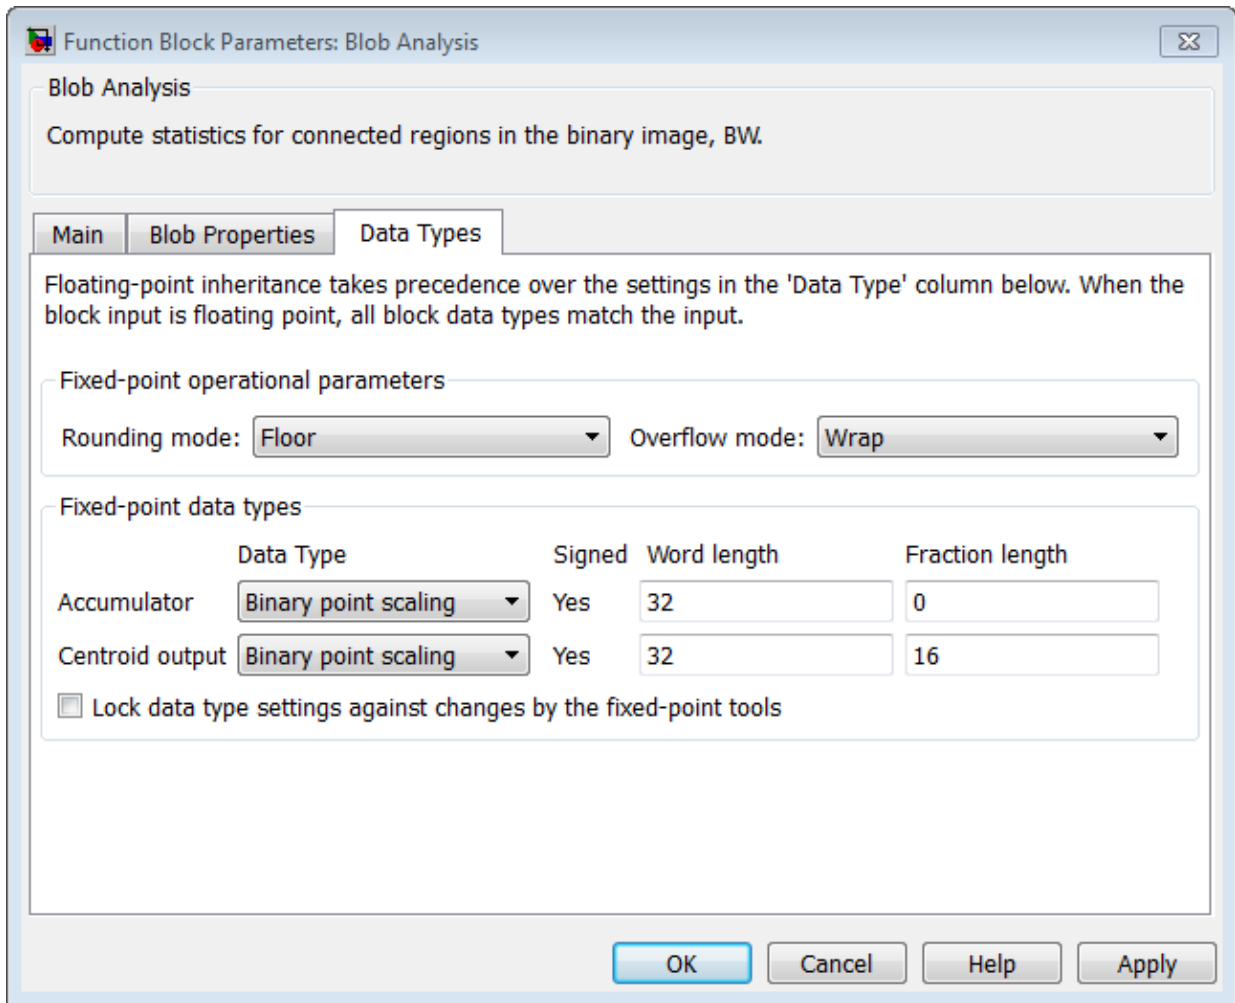 Function Block Parameters: Blob Analysis
Blob Analysis
Compute statistics for connected regions in the binary image, BW.
Main Blob Properties Data Types
Floating-point inheritance takes precedence over the settings in the 'Data Type' column below. When the
block input is floating point, all block data types match the input.
Fixed-point operational parameters
Rounding mode: Floor Overflow mode: Wrap
Fixed-point data types
Data Type Signed Word length Fraction length
Accumulator Binary point scaling Yes 32 0
Centroid output Binary point scaling Yes 32 16
Lock data type settings against changes by the fixed-point tools
OK Cancel Help Apply